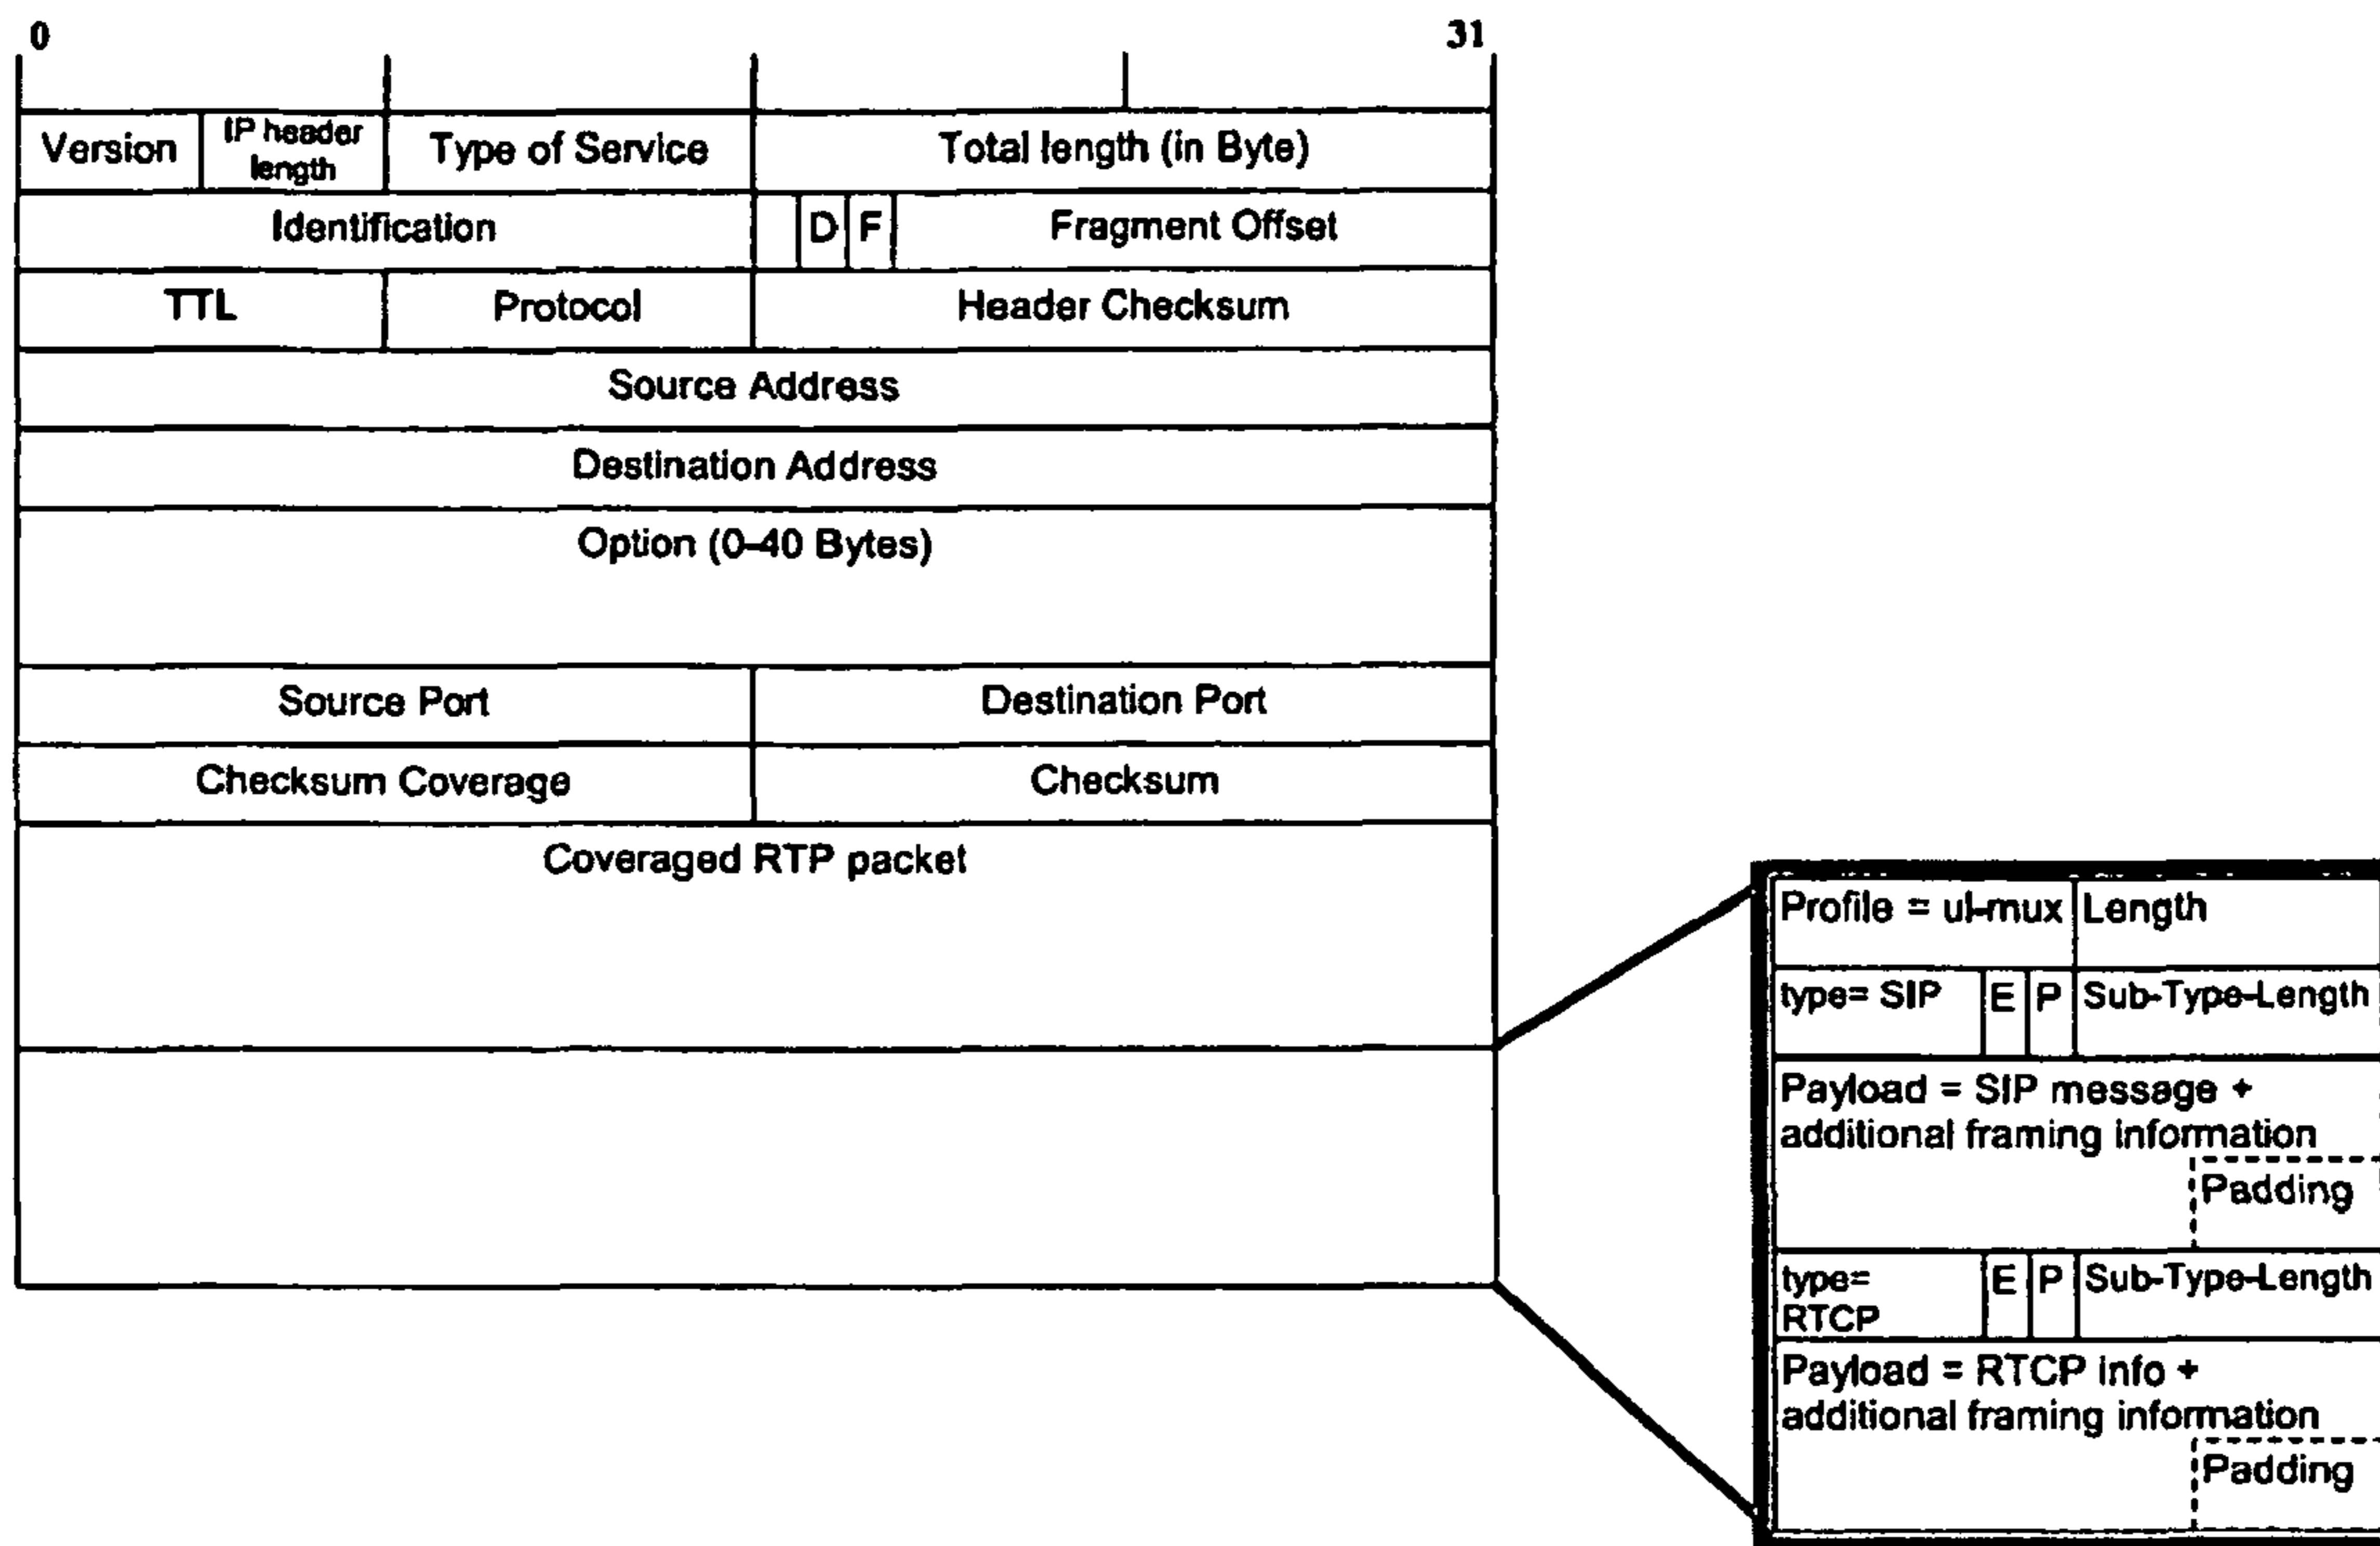 0 31
Version IP header length Type of Service Total length (in Byte)
Identification D F Fragment Offset
TTL Protocol Header Checksum
Source Address
Destination Address
Option (0-40 Bytes)
Source Port Destination Port
Checksum Coverage Checksum
Coveraged RTP packet
Profile = ul-mux Length
type= SIP E P Sub-Type-Length
Payload = SIP message +
additional framing information
Padding
type= RTCP E P Sub-Type-Length
Payload = RTCP info +
additional framing information
Padding